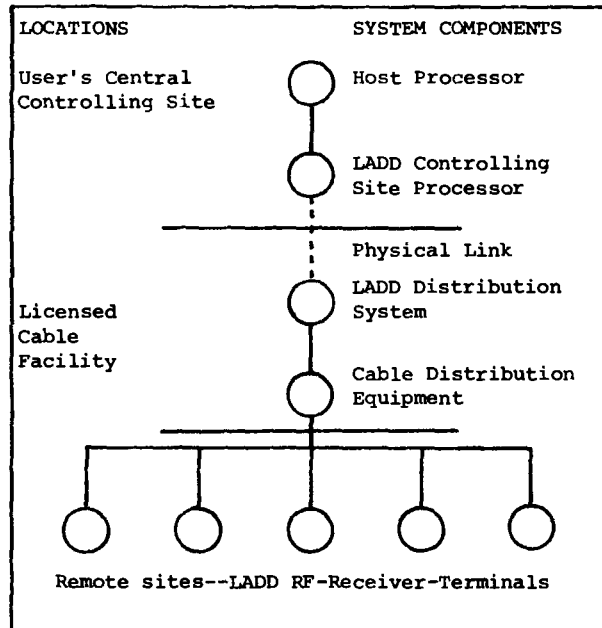 LOCATIONS SYSTEM COMPONENTS
User's Central
Controlling Site
Host Processor
LADD Controlling
Site Processor
Physical Link
LADD Distribution
System
Licensed
Cable
Facility
Cable Distribution
Equipment
Remote sites--LADD RF-Receiver-Terminals